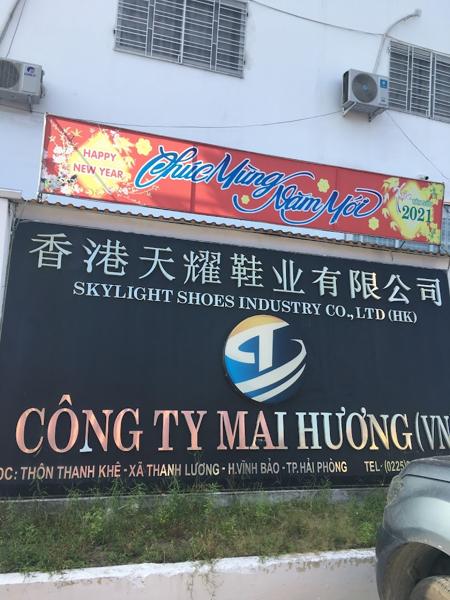 HAPPY
NEW YEAR
Chúc Mừng Năm Mới
2021
香港天耀鞋业有限公司
SKYLIGHT SHOES INDUSTRY CO., LTD (HK)
CÔNG TY MAI HƯƠNG (VN
DC: THÔN THANH KHÊ - XÃ THANH LƯƠNG - H.VĨNH BẢO - TP.HẢI PHÒNG TEL: (0225)